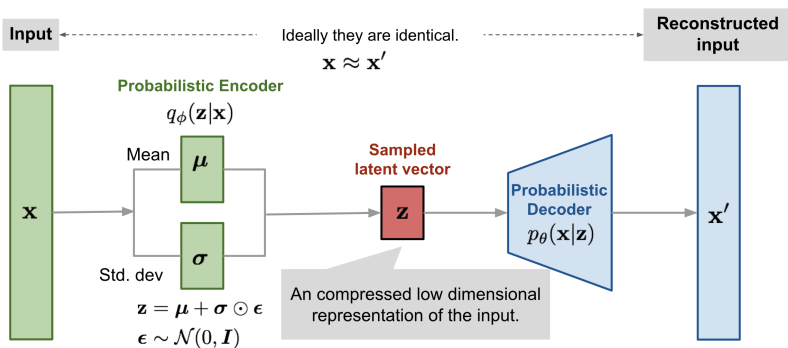 Input
Ideally they are identical.
x ≈ x′
Reconstructed
input
Probabilistic Encoder
qϕ(z|x)
Mean
μ
Sampled
latent vector
x
z
Probabilistic
Decoder
pθ(x|z)
x′
σ
Std. dev
z = μ + σ ⊙ ϵ
ϵ ∼ 𝒩(0, I)
An compressed low dimensional
representation of the input.